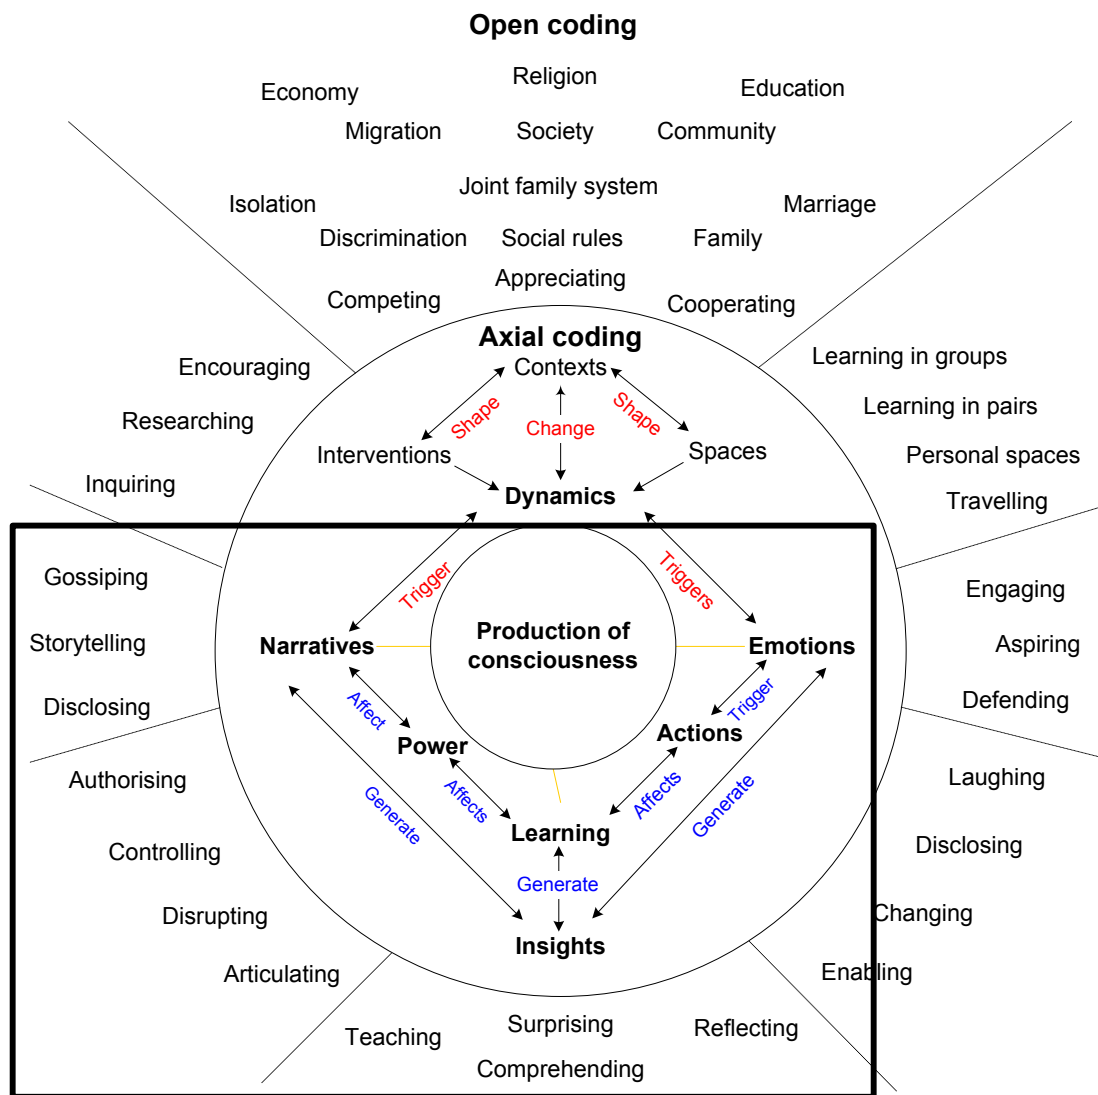 Open coding
Religion
Economy
Education
Migration
Society
Community
Joint family system
Isolation
Marriage
Discrimination
Social rules
Family
Appreciating
Competing
Cooperating
Axial coding
Contexts
Encouraging
Learning in groups
Researching
Shape
Change
Shape
Learning in pairs
Interventions
Spaces
Personal spaces
Inquiring
Dynamics
Travelling
Gossiping
Trigger
Triggers
Engaging
Storytelling
Narratives
Production of
consciousness
Emotions
Aspiring
Disclosing
Affect
Trigger
Defending
Power
Actions
Authorising
Laughing
Generate
Affects
Affects
Generate
Learning
Controlling
Disclosing
Generate
Disrupting
Changing
Insights
Articulating
Enabling
Teaching
Surprising
Reflecting
Comprehending